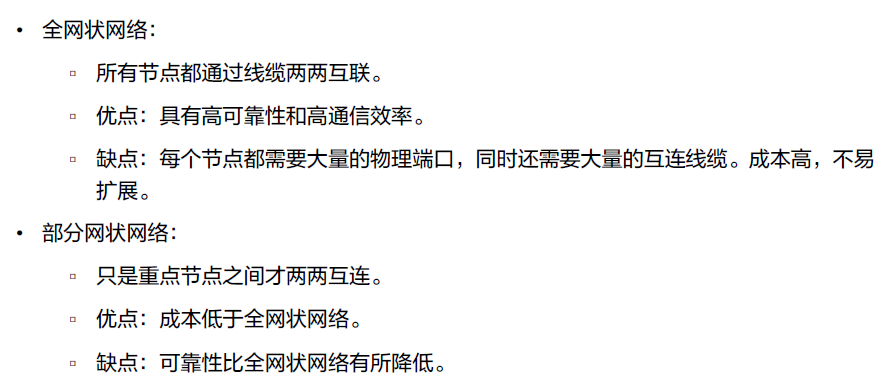 • 全网状网络：
▫ 所有节点都通过线缆两两互联。
▫ 优点：具有高可靠性和高通信效率。
▫ 缺点：每个节点都需要大量的物理端口，同时还需要大量的互连线缆。成本高，不易
扩展。
• 部分网状网络：
▫ 只是重点节点之间才两两互连。
▫ 优点：成本低于全网状网络。
▫ 缺点：可靠性比全网状网络有所降低。